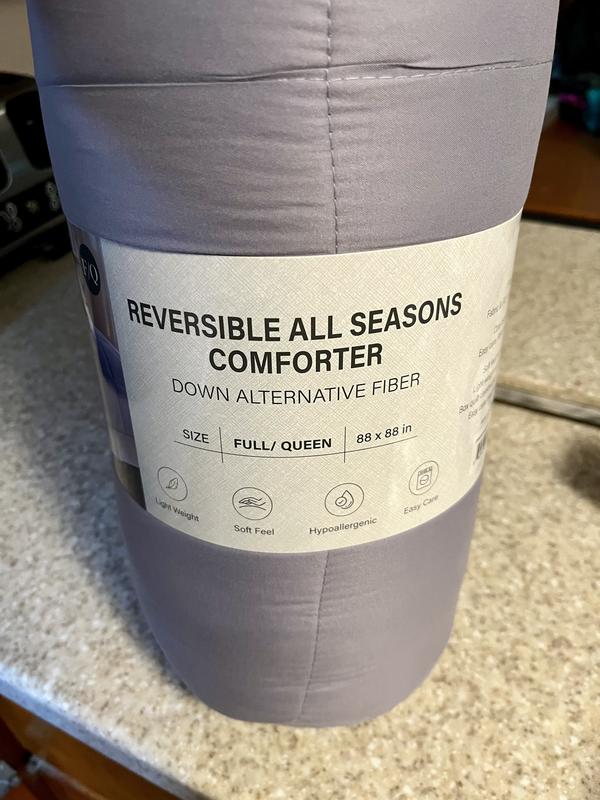 F/Q
REVERSIBLE ALL SEASONS
COMFORTER
DOWN ALTERNATIVE FIBER
SIZE FULL/ QUEEN 88 x 88 in
Light Weight Soft Feel Hypoallergenic Easy Care